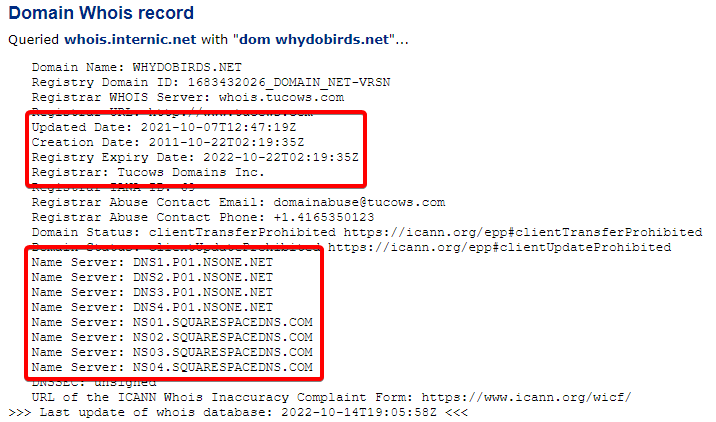 Domain Whois record
Queried whois.internic.net with "dom whydobirds.net"...
Domain Name: WHYDOBIRDS.NET
Registry Domain ID: 1683432026_DOMAIN_NET-VRSN
Registrar WHOIS Server: whois.tucows.com
Registrar URL: http://www.tucows.com
Updated Date: 2021-10-07T12:47:19Z
Creation Date: 2011-10-22T02:19:35Z
Registry Expiry Date: 2022-10-22T02:19:35Z
Registrar: Tucows Domains Inc.
Registrar IANA ID: 69
Registrar Abuse Contact Email: domainabuse@tucows.com
Registrar Abuse Contact Phone: +1.4165350123
Domain Status: clientTransferProhibited https://icann.org/epp#clientTransferProhibited
Domain Status: clientUpdateProhibited https://icann.org/epp#clientUpdateProhibited
Name Server: DNS1.P01.NSONE.NET
Name Server: DNS2.P01.NSONE.NET
Name Server: DNS3.P01.NSONE.NET
Name Server: DNS4.P01.NSONE.NET
Name Server: NS01.SQUARESPACEDNS.COM
Name Server: NS02.SQUARESPACEDNS.COM
Name Server: NS03.SQUARESPACEDNS.COM
Name Server: NS04.SQUARESPACEDNS.COM
DNSSEC: unsigned
URL of the ICANN Whois Inaccuracy Complaint Form: https://www.icann.org/wicf/
>>> Last update of whois database: 2022-10-14T19:05:58Z <<<